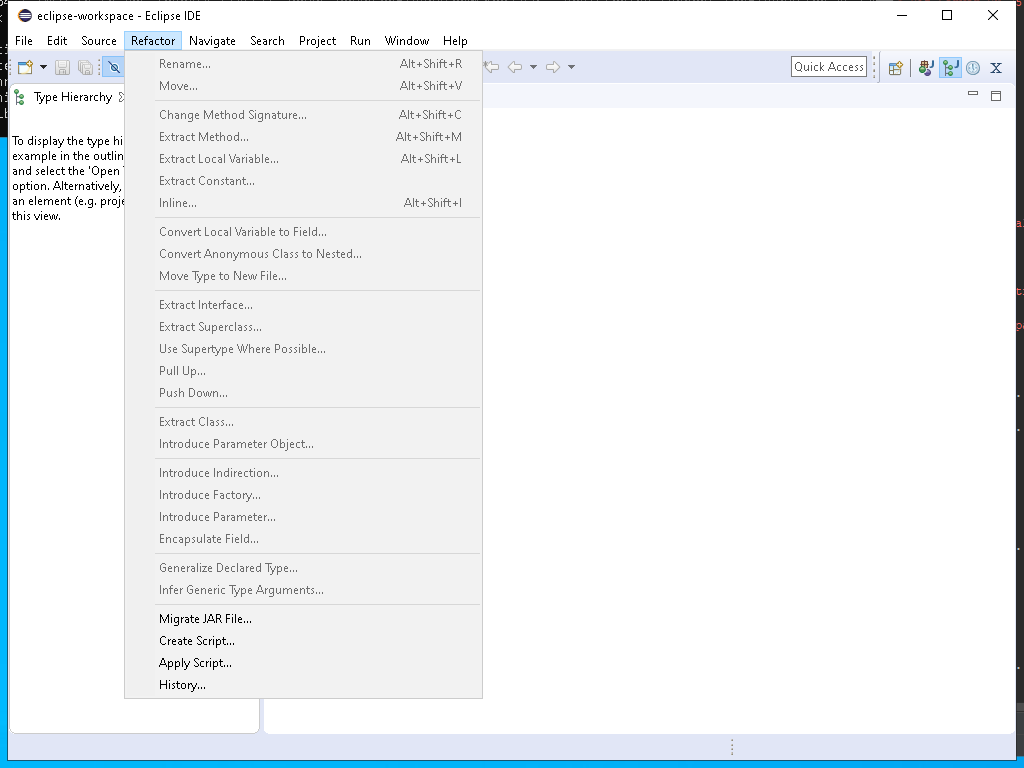 eclipse-workspace - Eclipse IDE
File Edit Source Refactor Navigate Search Project Run Window Help
Quick Access
Type Hierarchy
To display the type hi
example in the outlin
and select the 'Open
option. Alternatively,
an element (e.g. proje
this view.
Rename... Alt+Shift+R
Move... Alt+Shift+V
Change Method Signature... Alt+Shift+C
Extract Method... Alt+Shift+M
Extract Local Variable... Alt+Shift+L
Extract Constant...
Inline... Alt+Shift+I
Convert Local Variable to Field...
Convert Anonymous Class to Nested...
Move Type to New File...
Extract Interface...
Extract Superclass...
Use Supertype Where Possible...
Pull Up...
Push Down...
Extract Class...
Introduce Parameter Object...
Introduce Indirection...
Introduce Factory...
Introduce Parameter...
Encapsulate Field...
Generalize Declared Type...
Infer Generic Type Arguments...
Migrate JAR File...
Create Script...
Apply Script...
History...